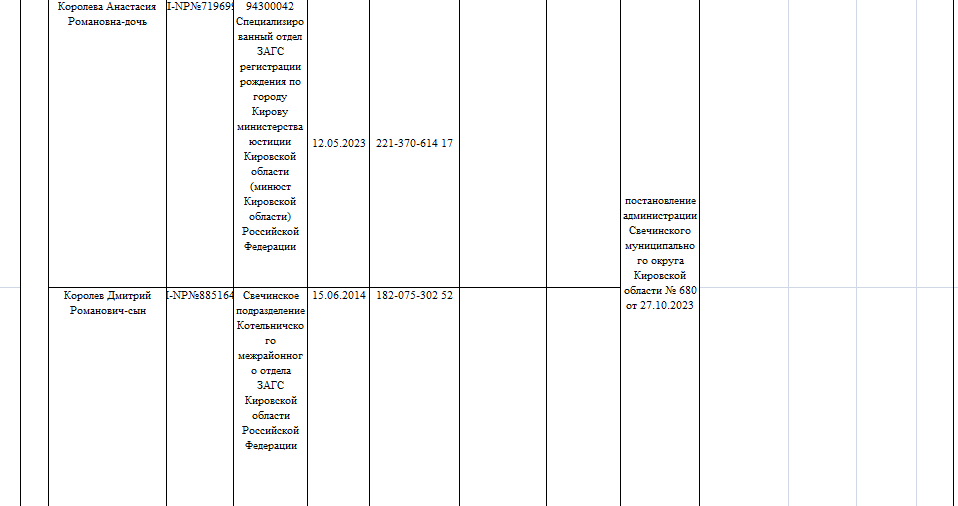 Королева Анастасия
Романовна-дочь
I-NP№719699
94300042
Специализиро
ванный отдел
ЗАГС
регистрации
рождения по
городу
Кирову
министерства
юстиции
Кировской
области
(минюст
Кировской
области)
Российской
Федерации
12.05.2023
221-370-614 17
постановление
администрации
Свечинского
муниципально
го округа
Кировской
области № 680
от 27.10.2023
Королев Дмитрий
Романович-сын
I-NP№885164
Свечинское
подразделение
Котельничско
го
межрайонног
о отдела
ЗАГС
Кировской
области
Российской
Федерации
15.06.2014
182-075-302 52